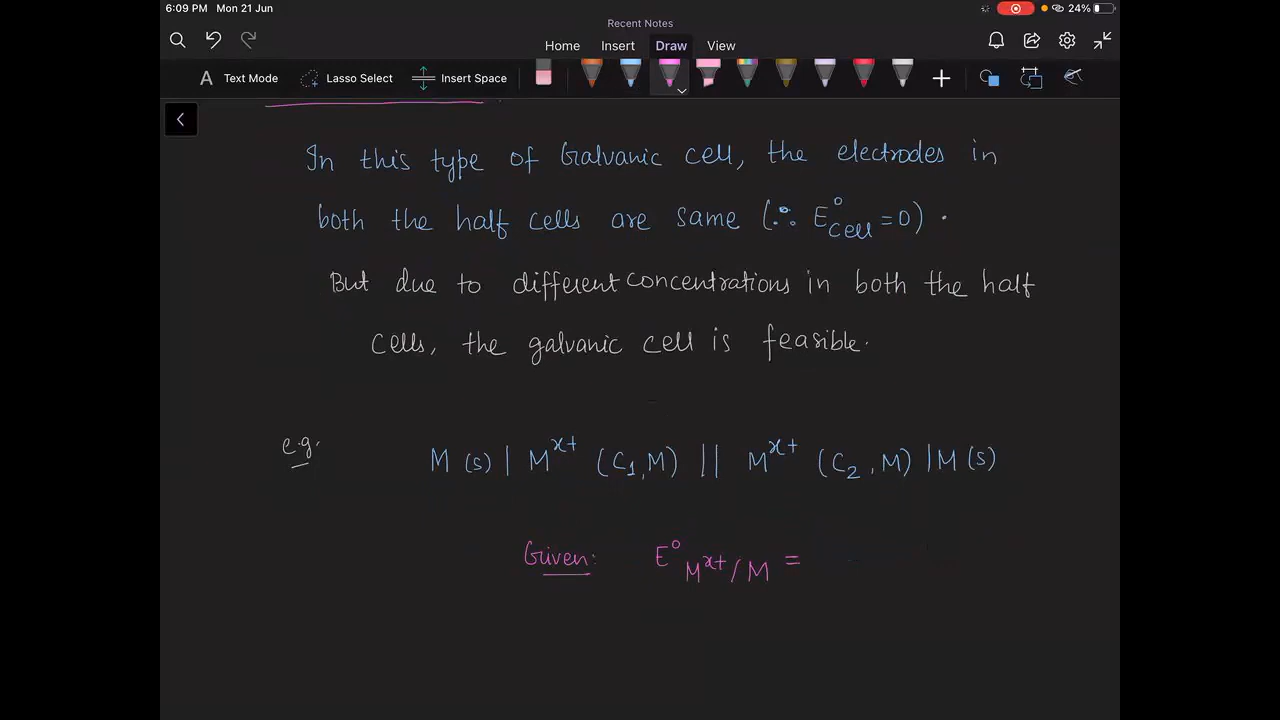 6:09 PM Mon 21 Jun
24%
Recent Notes
Home Insert Draw View
Text Mode Lasso Select Insert Space
In this type of Galvanic cell, the electrodes in
both the half cells are same (∴ E°cell = 0).
But due to different concentrations in both the half
cells, the galvanic cell is feasible.
e.g. M (s) | M^x+ (C₁, M) || M^x+ (C₂, M) | M (s)
Given: E° M^x+/M =